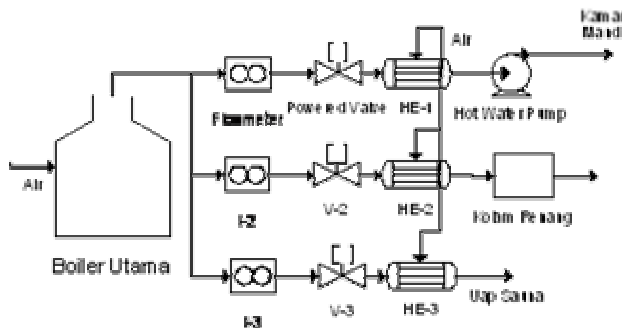 Kamar
Mandi
Air
Flowmeter
Powered Valve
HE-1
Hot Water Pump
Air
I-2
V-2
HE-2
Kolam Renang
Boiler Utama
I-3
V-3
HE-3
Uap Sauna